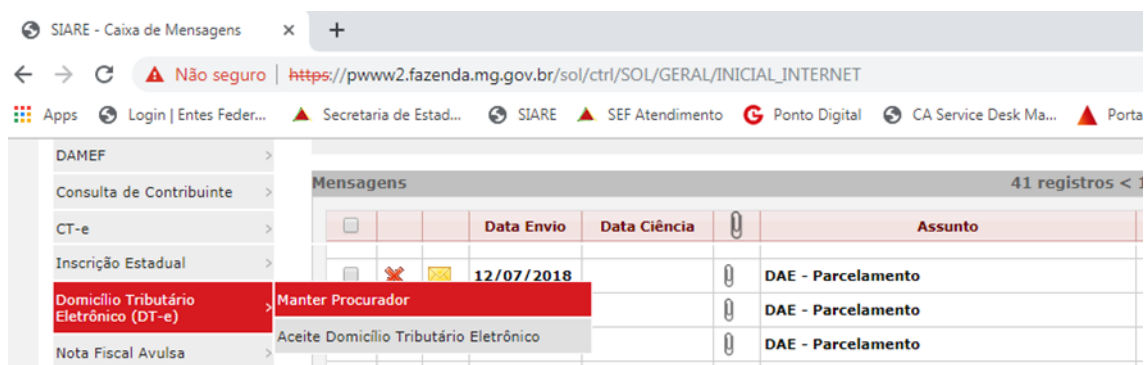 SIARE - Caixa de Mensagens
Não seguro | https://pwww2.fazenda.mg.gov.br/sol/ctrl/SOL/GERAL/INICIAL_INTERNET
Apps Login | Entes Feder... Secretaria de Estad... SIARE SEF Atendimento Ponto Digital CA Service Desk Ma... Porta
DAMEF >
Consulta de Contribuinte >
CT-e >
Inscrição Estadual >
Domicílio Tributário
Eletrônico (DT-e) >
Nota Fiscal Avulsa >
Manter Procurador
Aceite Domicílio Tributário Eletrônico
Mensagens 41 registros < 1
Data Envio Data Ciência Assunto
12/07/2018 DAE - Parcelamento
DAE - Parcelamento
DAE - Parcelamento